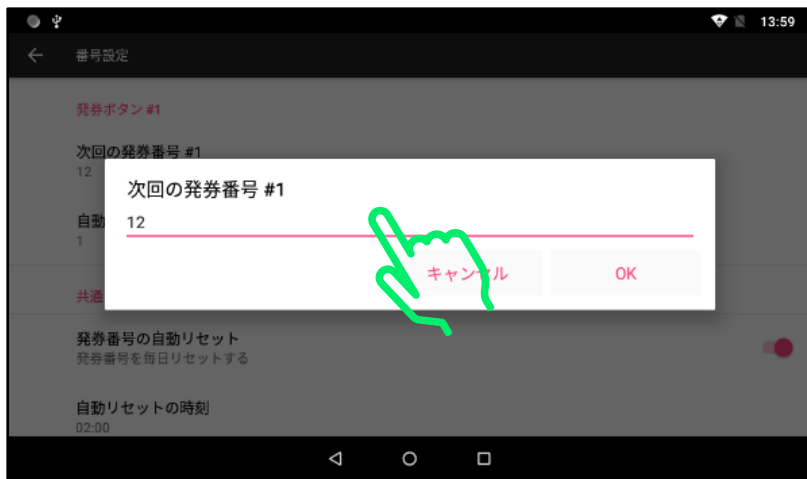 13:59
番号設定
発券ボタン #1
次回の発券番号 #1
12
次回の発券番号 #1
12
自動
1
キャンセル
OK
共通
発券番号の自動リセット
発券番号を毎日リセットする
自動リセットの時刻
02:00